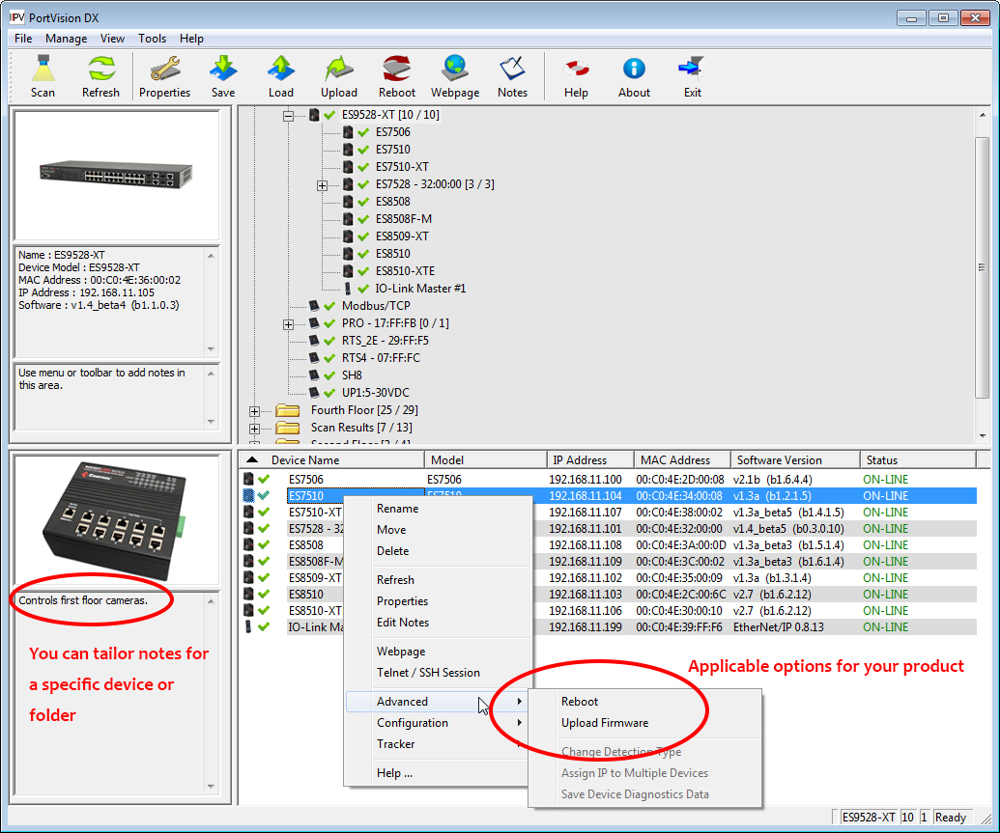 IPV PortVision DX
File Manage View Tools Help
Scan Refresh Properties Save Load Upload Reboot Webpage Notes Help About Exit
ES9528-XT [10 / 10]
ES7506
ES7510
ES7510-XT
ES7528 - 32:00:00 [3 / 3]
ES8508
ES8508F-M
ES8509-XT
ES8510
ES8510-XTE
IO-Link Master #1
Modbus/TCP
PRO - 17:FF:FB [0 / 1]
RTS_2E - 29:FF:F5
RTS4 - 07:FF:FC
SH8
UP1:5-30VDC
Fourth Floor [25 / 29]
Scan Results [7 / 13]
Name : ES9528-XT
Device Model : ES9528-XT
MAC Address : 00:C0:4E:36:00:02
IP Address : 192.168.11.105
Software : v1.4_beta4 (b1.1.0.3)
Use menu or toolbar to add notes in
this area.
Device Name Model IP Address MAC Address Software Version Status
ES7506 ES7506 192.168.11.100 00:C0:4E:2D:00:08 v2.1b (b1.6.4.4) ON-LINE
ES7510 ES7510 192.168.11.104 00:C0:4E:34:00:08 v1.3a (b1.2.1.5) ON-LINE
ES7510-XT 192.168.11.107 00:C0:4E:38:00:02 v1.3a_beta5 (b1.4.1.5) ON-LINE
ES7528 - 32 192.168.11.101 00:C0:4E:32:00:00 v1.4_beta5 (b0.3.0.10) ON-LINE
ES8508 192.168.11.108 00:C0:4E:3A:00:0D v1.3a_beta3 (b1.5.1.4) ON-LINE
ES8508F-M 192.168.11.109 00:C0:4E:3C:00:02 v1.3a_beta3 (b1.6.1.4) ON-LINE
ES8509-XT 192.168.11.102 00:C0:4E:35:00:09 v1.3a (b1.3.1.4) ON-LINE
ES8510 192.168.11.103 00:C0:4E:2C:00:6C v2.7 (b1.6.2.12) ON-LINE
ES8510-XT 192.168.11.106 00:C0:4E:30:00:10 v2.7 (b1.6.2.12) ON-LINE
IO-Link Ma 192.168.11.199 00:C0:4E:39:FF:F6 EtherNet/IP 0.8.13 ON-LINE
Controls first floor cameras.
You can tailor notes for
a specific device or
folder
Rename
Move
Delete
Refresh
Properties
Edit Notes
Webpage
Telnet / SSH Session
Advanced
Configuration
Tracker
Help ...
Applicable options for your product
Reboot
Upload Firmware
Change Detection Type
Assign IP to Multiple Devices
Save Device Diagnostics Data
ES9528-XT 10 1 Ready